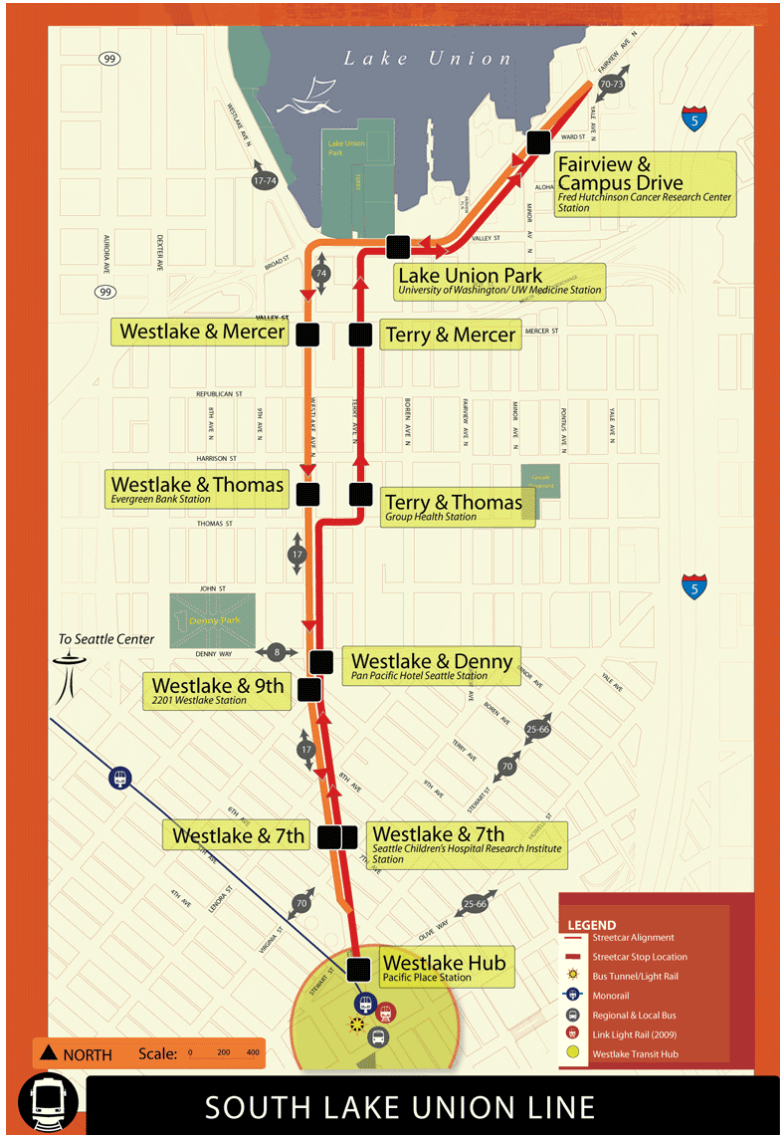 Lake Union
99
FAIRVIEW AVE N
70-73
YALE AVE N
5
WESTLAKE AVE N
Lake Union
Park
TERRY
WARD ST
Fairview &
Campus Drive
Fred Hutchinson Cancer Research Center
Station
ALOHA
17-74
MINOR AV N
VALLEY ST
AURORA AVE
DEXTER AVE
BROAD ST
74
99
Lake Union Park
University of Washington/ UW Medicine Station
VALLEY ST
Westlake & Mercer
Terry & Mercer
MERCER ST
REPUBLICAN ST
8TH AVE N
9TH AVE N
WESTLAKE AVE N
TERRY AVE N
BOREN AVE N
FAIRVIEW AVE N
MINOR AVE N
PONTIUS AVE N
YALE AVE N
HARRISON ST
Westlake & Thomas
Evergreen Bank Station
Terry & Thomas
Group Health Station
THOMAS ST
17
5
JOHN ST
Denny Park
To Seattle Center
DENNY WAY
8
Westlake & Denny
Pan Pacific Hotel Seattle Station
Westlake & 9th
2201 Westlake Station
YALE AVE
BOREN AVE
25-66
17
TERRY AVE
70
8TH AVE
9TH AVE
STEWART ST
6TH AVE
Westlake & 7th
Westlake & 7th
Seattle Children's Hospital Research Institute
Station
4TH AVE
LENORA ST
70
25-66
VIRGINIA ST
OLIVE WAY
Westlake Hub
Pacific Place Station
STEWART ST
LEGEND
Streetcar Alignment
Streetcar Stop Location
Bus Tunnel/Light Rail
Monorail
Regional & Local Bus
Link Light Rail (2009)
Westlake Transit Hub
NORTH
Scale: 0 200 400
SOUTH LAKE UNION LINE